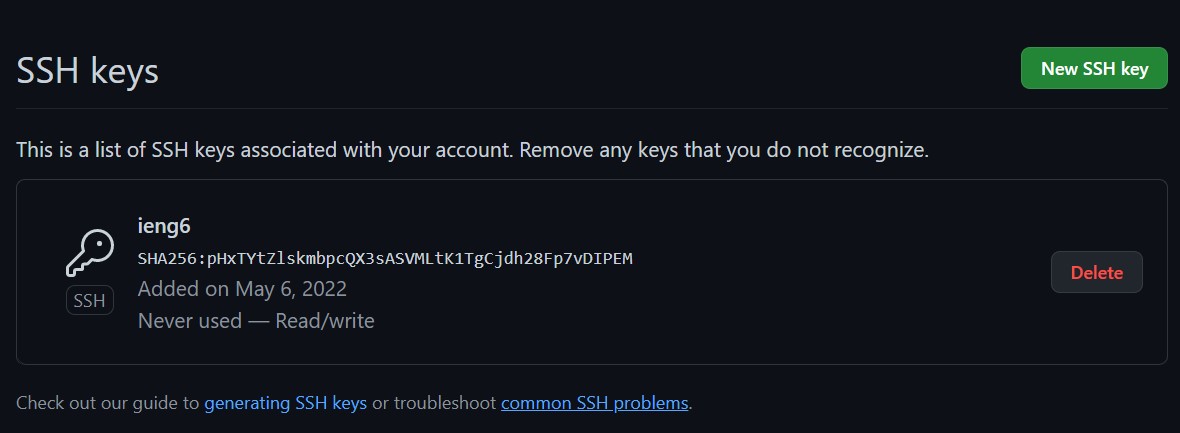 SSH keys
New SSH key
This is a list of SSH keys associated with your account. Remove any keys that you do not recognize.
ieng6
SHA256:pHxTYtZlskmbpcQX3sASVMLtK1TgCjdh28Fp7vDIPEM
Added on May 6, 2022
Never used — Read/write
SSH
Delete
Check out our guide to generating SSH keys or troubleshoot common SSH problems.